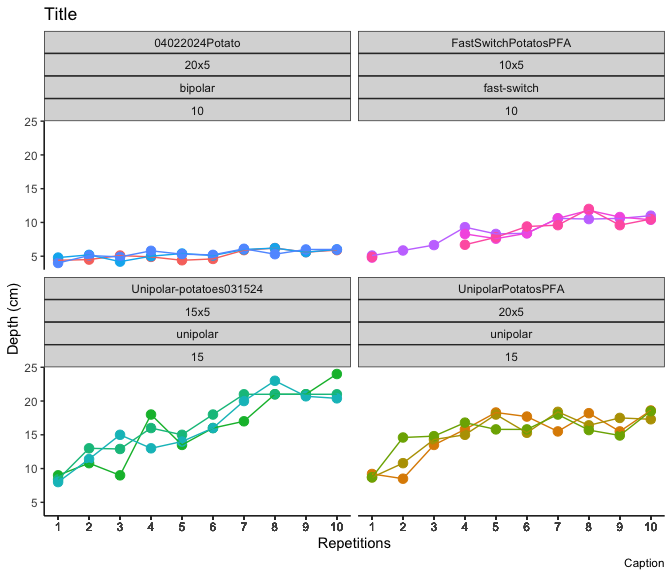 Title
04022024Potato
20x5
bipolar
10
FastSwitchPotatosPFA
10x5
fast-switch
10
25
20
15
10
5
Unipolar-potatoes031524
15x5
unipolar
15
UnipolarPotatosPFA
20x5
unipolar
15
25
20
15
10
5
Depth (cm)
1 2 3 4 5 6 7 8 9 10
1 2 3 4 5 6 7 8 9 10
Repetitions
Caption